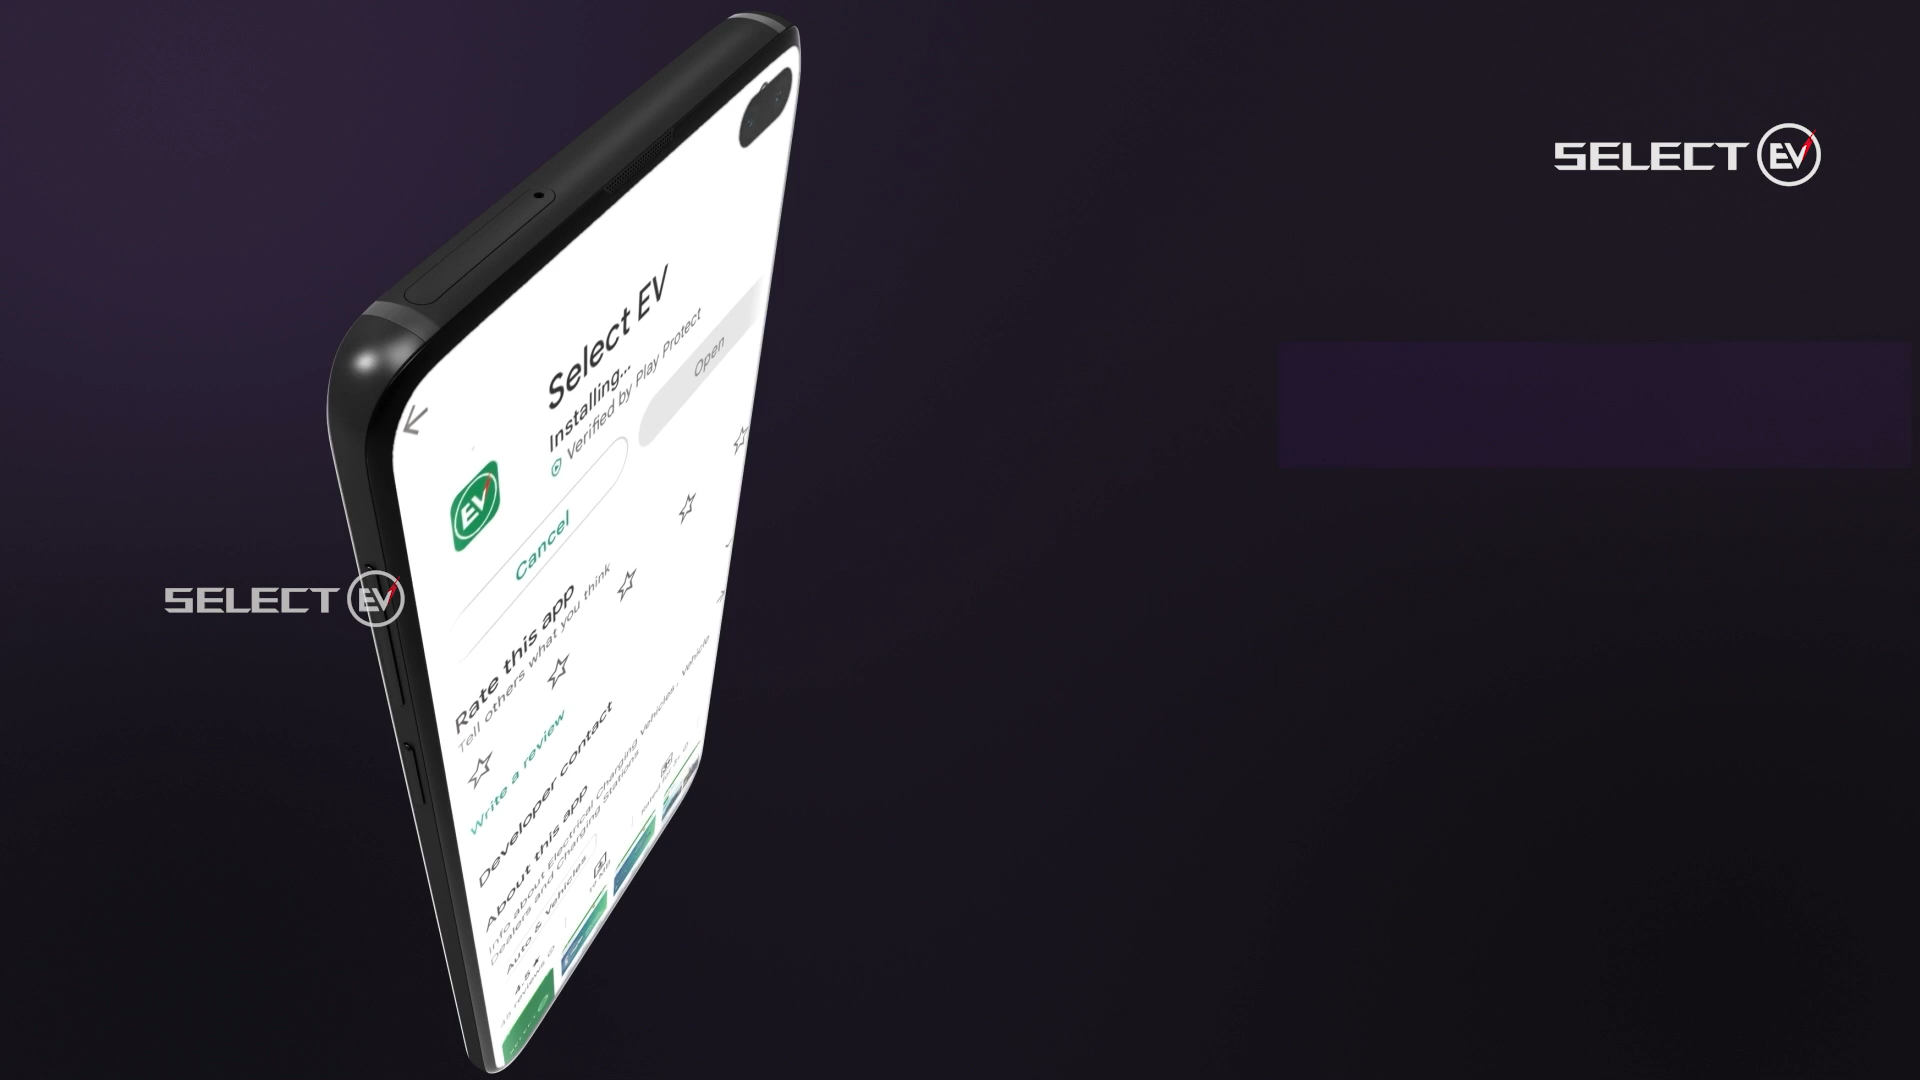 SELECT EV
Select EV
Installing...
Verified by Play Protect
Open
EV
Cancel
SELECT EV
Rate this app
Tell others what you think
Write a review
Developer contact
About this app
Info about Electrical Charging Vehicles, Vehicle
Dealers and Charging Stations
Auto & Vehicles
reviews